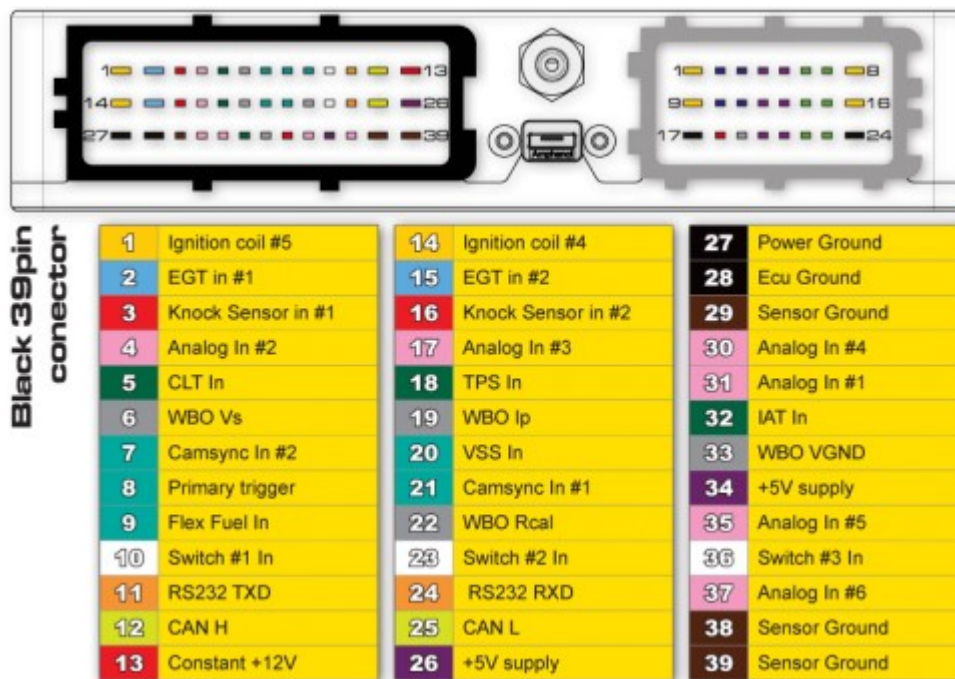 1 13 1 8
14 26 9 16
27 39 17 24
Black 39pin
conector
1 Ignition coil #5
2 EGT in #1
3 Knock Sensor in #1
4 Analog In #2
5 CLT In
6 WBO Vs
7 Camsync In #2
8 Primary trigger
9 Flex Fuel In
10 Switch #1 In
11 RS232 TXD
12 CAN H
13 Constant +12V
14 Ignition coil #4
15 EGT in #2
16 Knock Sensor in #2
17 Analog In #3
18 TPS In
19 WBO Ip
20 VSS In
21 Camsync In #1
22 WBO Rcal
23 Switch #2 In
24 RS232 RXD
25 CAN L
26 +5V supply
27 Power Ground
28 Ecu Ground
29 Sensor Ground
30 Analog In #4
31 Analog In #1
32 IAT In
33 WBO VGND
34 +5V supply
35 Analog In #5
36 Switch #3 In
37 Analog In #6
38 Sensor Ground
39 Sensor Ground